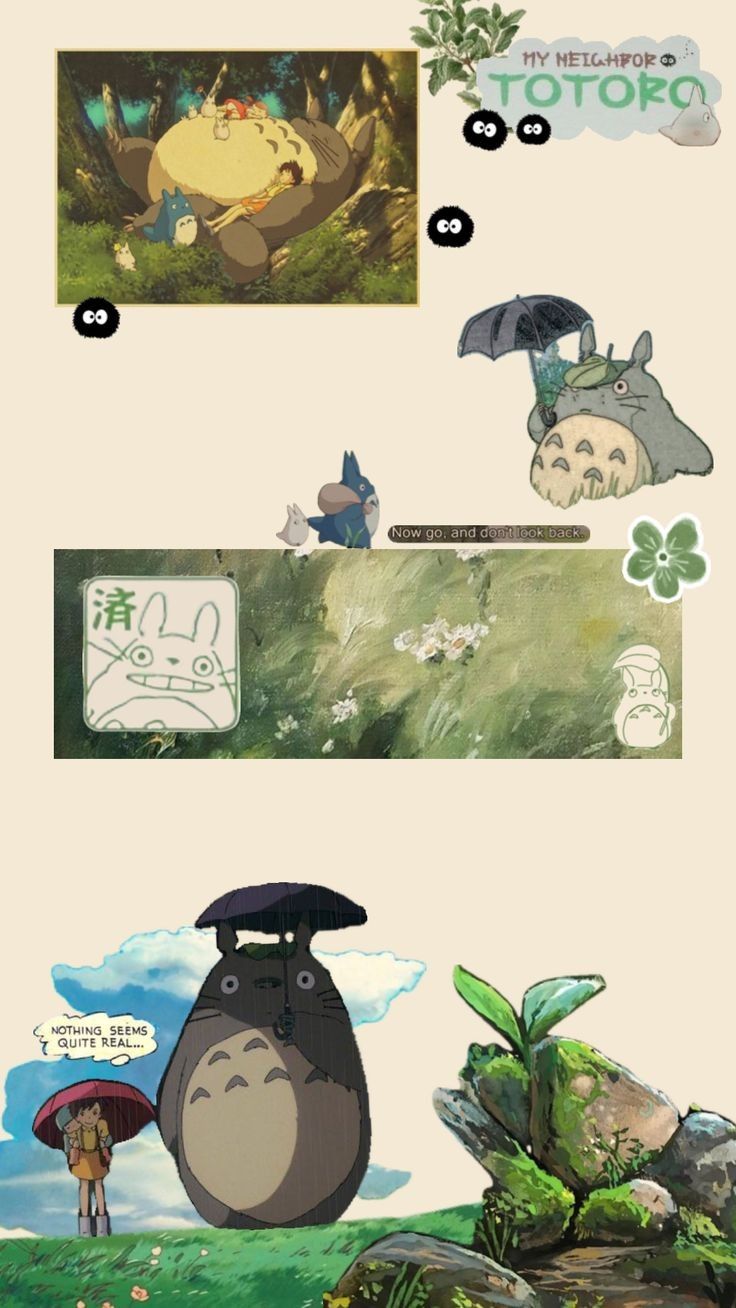 MY NEIGHBOR
TOTORO
Now go, and don't look back.
済
NOTHING SEEMS
QUITE REAL...